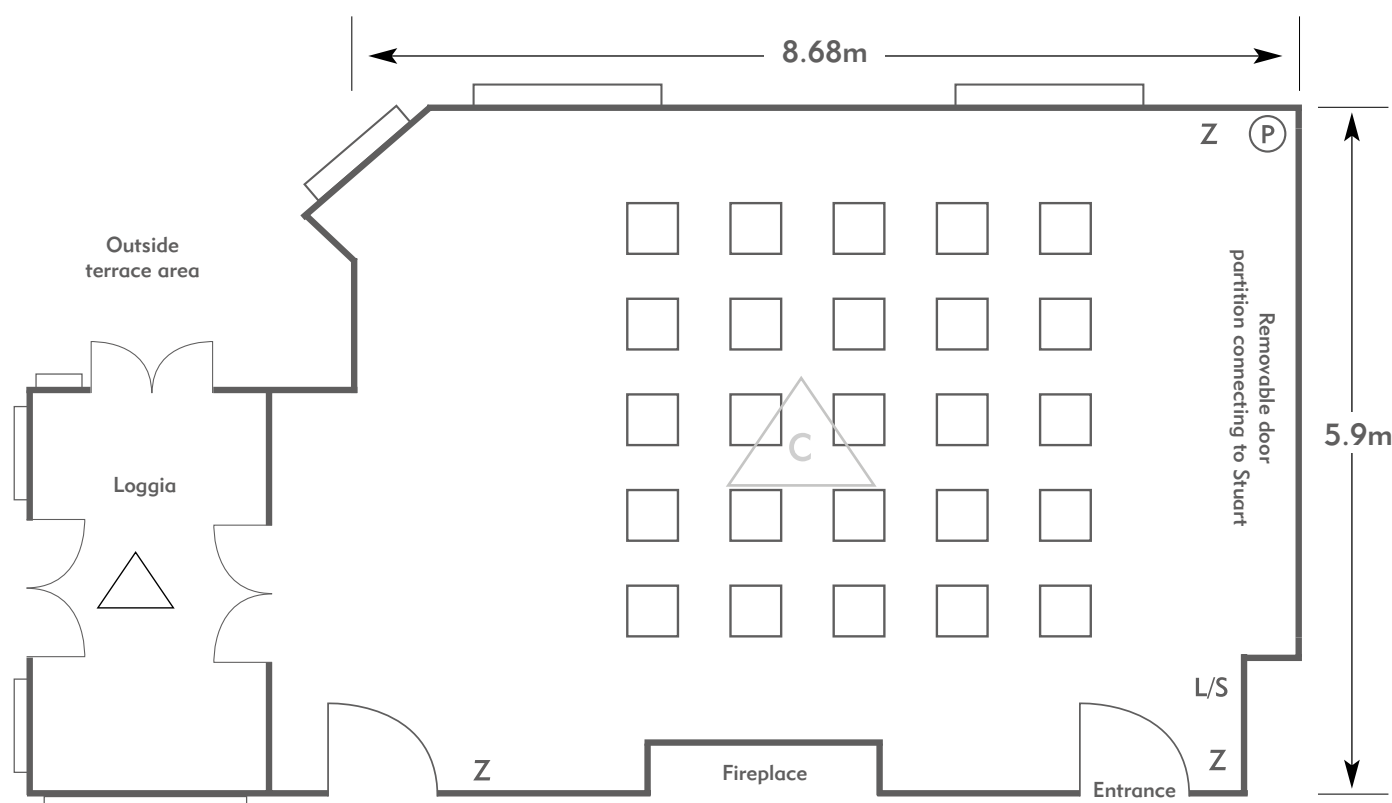 8.68m
Z
P
Outside
terrace area
Removable door
partition connecting to Stuart
5.9m
C
Loggia
L/S
Z
Fireplace
Z
Entrance